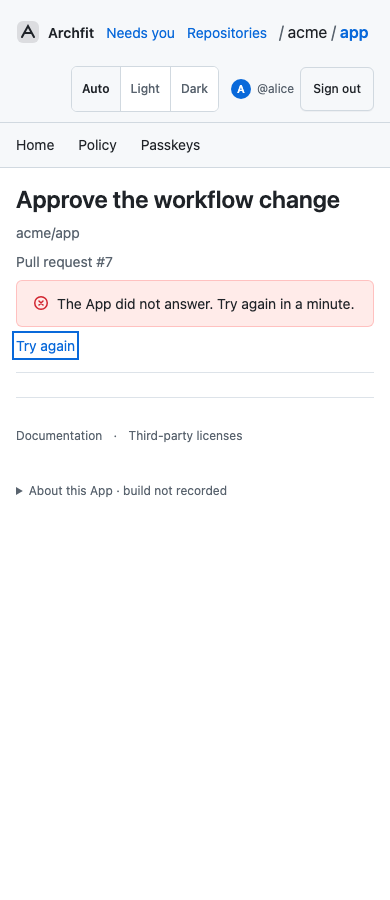 Archfit Needs you Repositories / acme / app
Auto Light Dark A @alice Sign out
Home Policy Passkeys
Approve the workflow change
acme/app
Pull request #7
The App did not answer. Try again in a minute.
Try again
Documentation · Third-party licenses
About this App · build not recorded